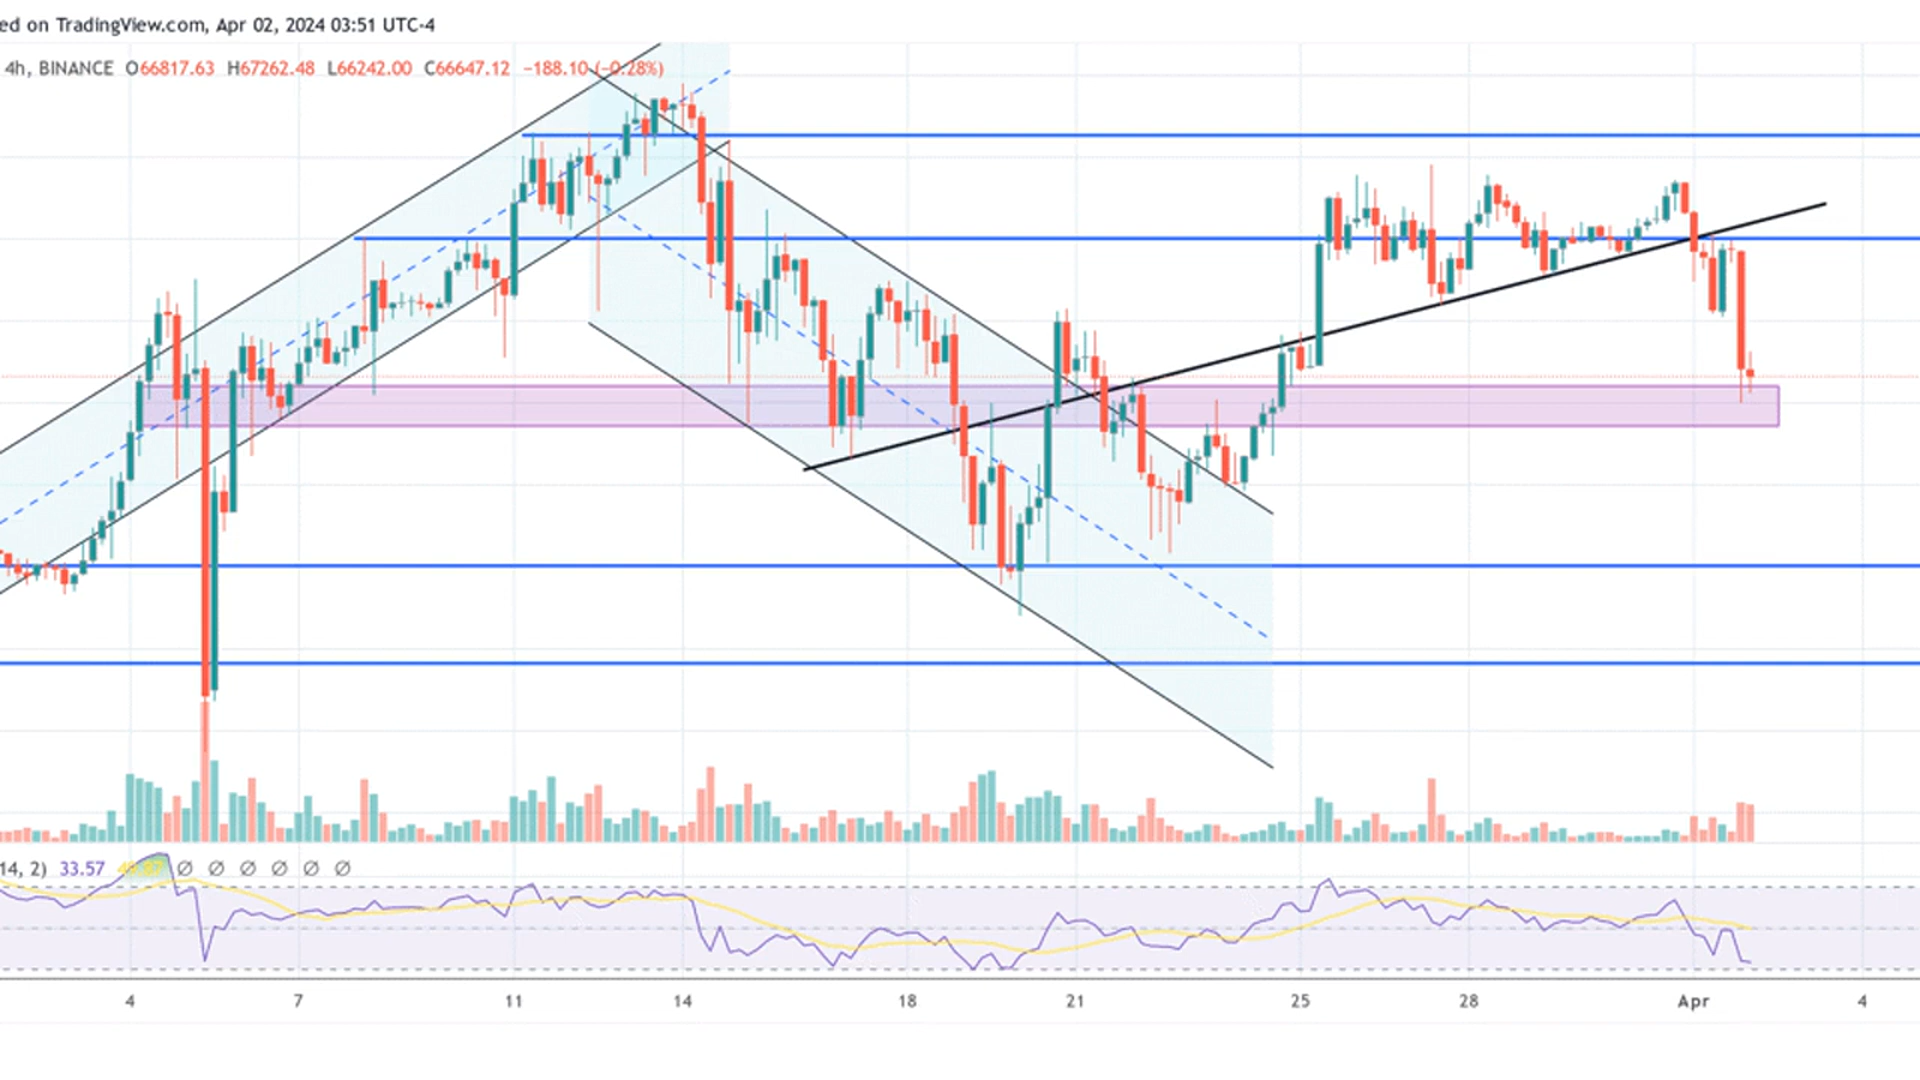 ed on TradingView.com, Apr 02, 2024 03:51 UTC-4
4h, BINANCE O66817.63 H67262.48 L66242.00 C66647.12 −188.10 (−0.28%)
14, 2) 33.57 Ø Ø Ø Ø Ø Ø
4 7 11 14 18 21 25 28 Apr 4